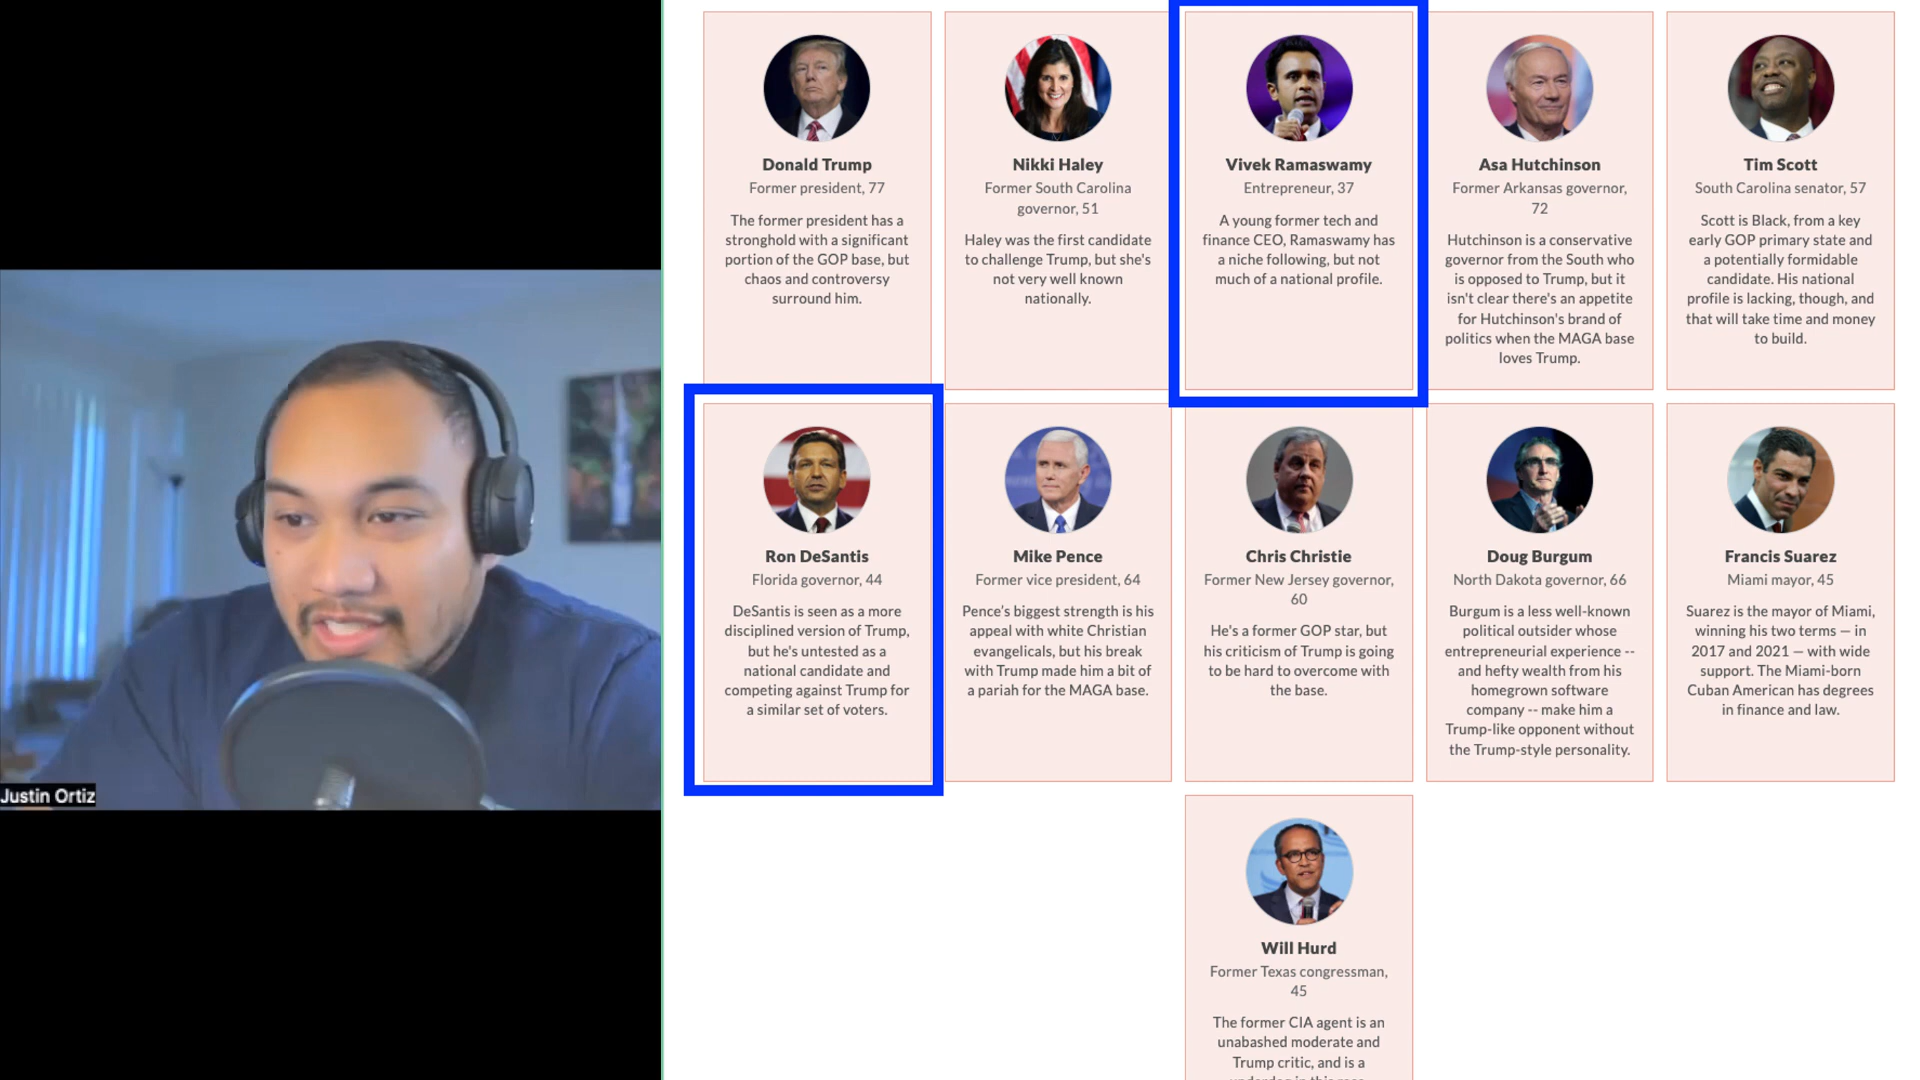 Justin Ortiz
Donald Trump
Former president, 77
The former president has a
stronghold with a significant
portion of the GOP base, but
chaos and controversy
surround him.
Nikki Haley
Former South Carolina
governor, 51
Haley was the first candidate
to challenge Trump, but she's
not very well known
nationally.
Vivek Ramaswamy
Entrepreneur, 37
A young former tech and
finance CEO, Ramaswamy has
a niche following, but not
much of a national profile.
Asa Hutchinson
Former Arkansas governor,
72
Hutchinson is a conservative
governor from the South who
is opposed to Trump, but it
isn't clear there's an appetite
for Hutchinson's brand of
politics when the MAGA base
loves Trump.
Tim Scott
South Carolina senator, 57
Scott is Black, from a key
early GOP primary state and
a potentially formidable
candidate. His national
profile is lacking, though, and
that will take time and money
to build.
Ron DeSantis
Florida governor, 44
DeSantis is seen as a more
disciplined version of Trump,
but he's untested as a
national candidate and
competing against Trump for
a similar set of voters.
Mike Pence
Former vice president, 64
Pence's biggest strength is his
appeal with white Christian
evangelicals, but his break
with Trump made him a bit of
a pariah for the MAGA base.
Chris Christie
Former New Jersey governor,
60
He's a former GOP star, but
his criticism of Trump is going
to be hard to overcome with
the base.
Doug Burgum
North Dakota governor, 66
Burgum is a less well-known
political outsider whose
entrepreneurial experience --
and hefty wealth from his
homegrown software
company -- make him a
Trump-like opponent without
the Trump-style personality.
Francis Suarez
Miami mayor, 45
Suarez is the mayor of Miami,
winning his two terms — in
2017 and 2021 — with wide
support. The Miami-born
Cuban American has degrees
in finance and law.
Will Hurd
Former Texas congressman,
45
The former CIA agent is an
unabashed moderate and
Trump critic, and is a